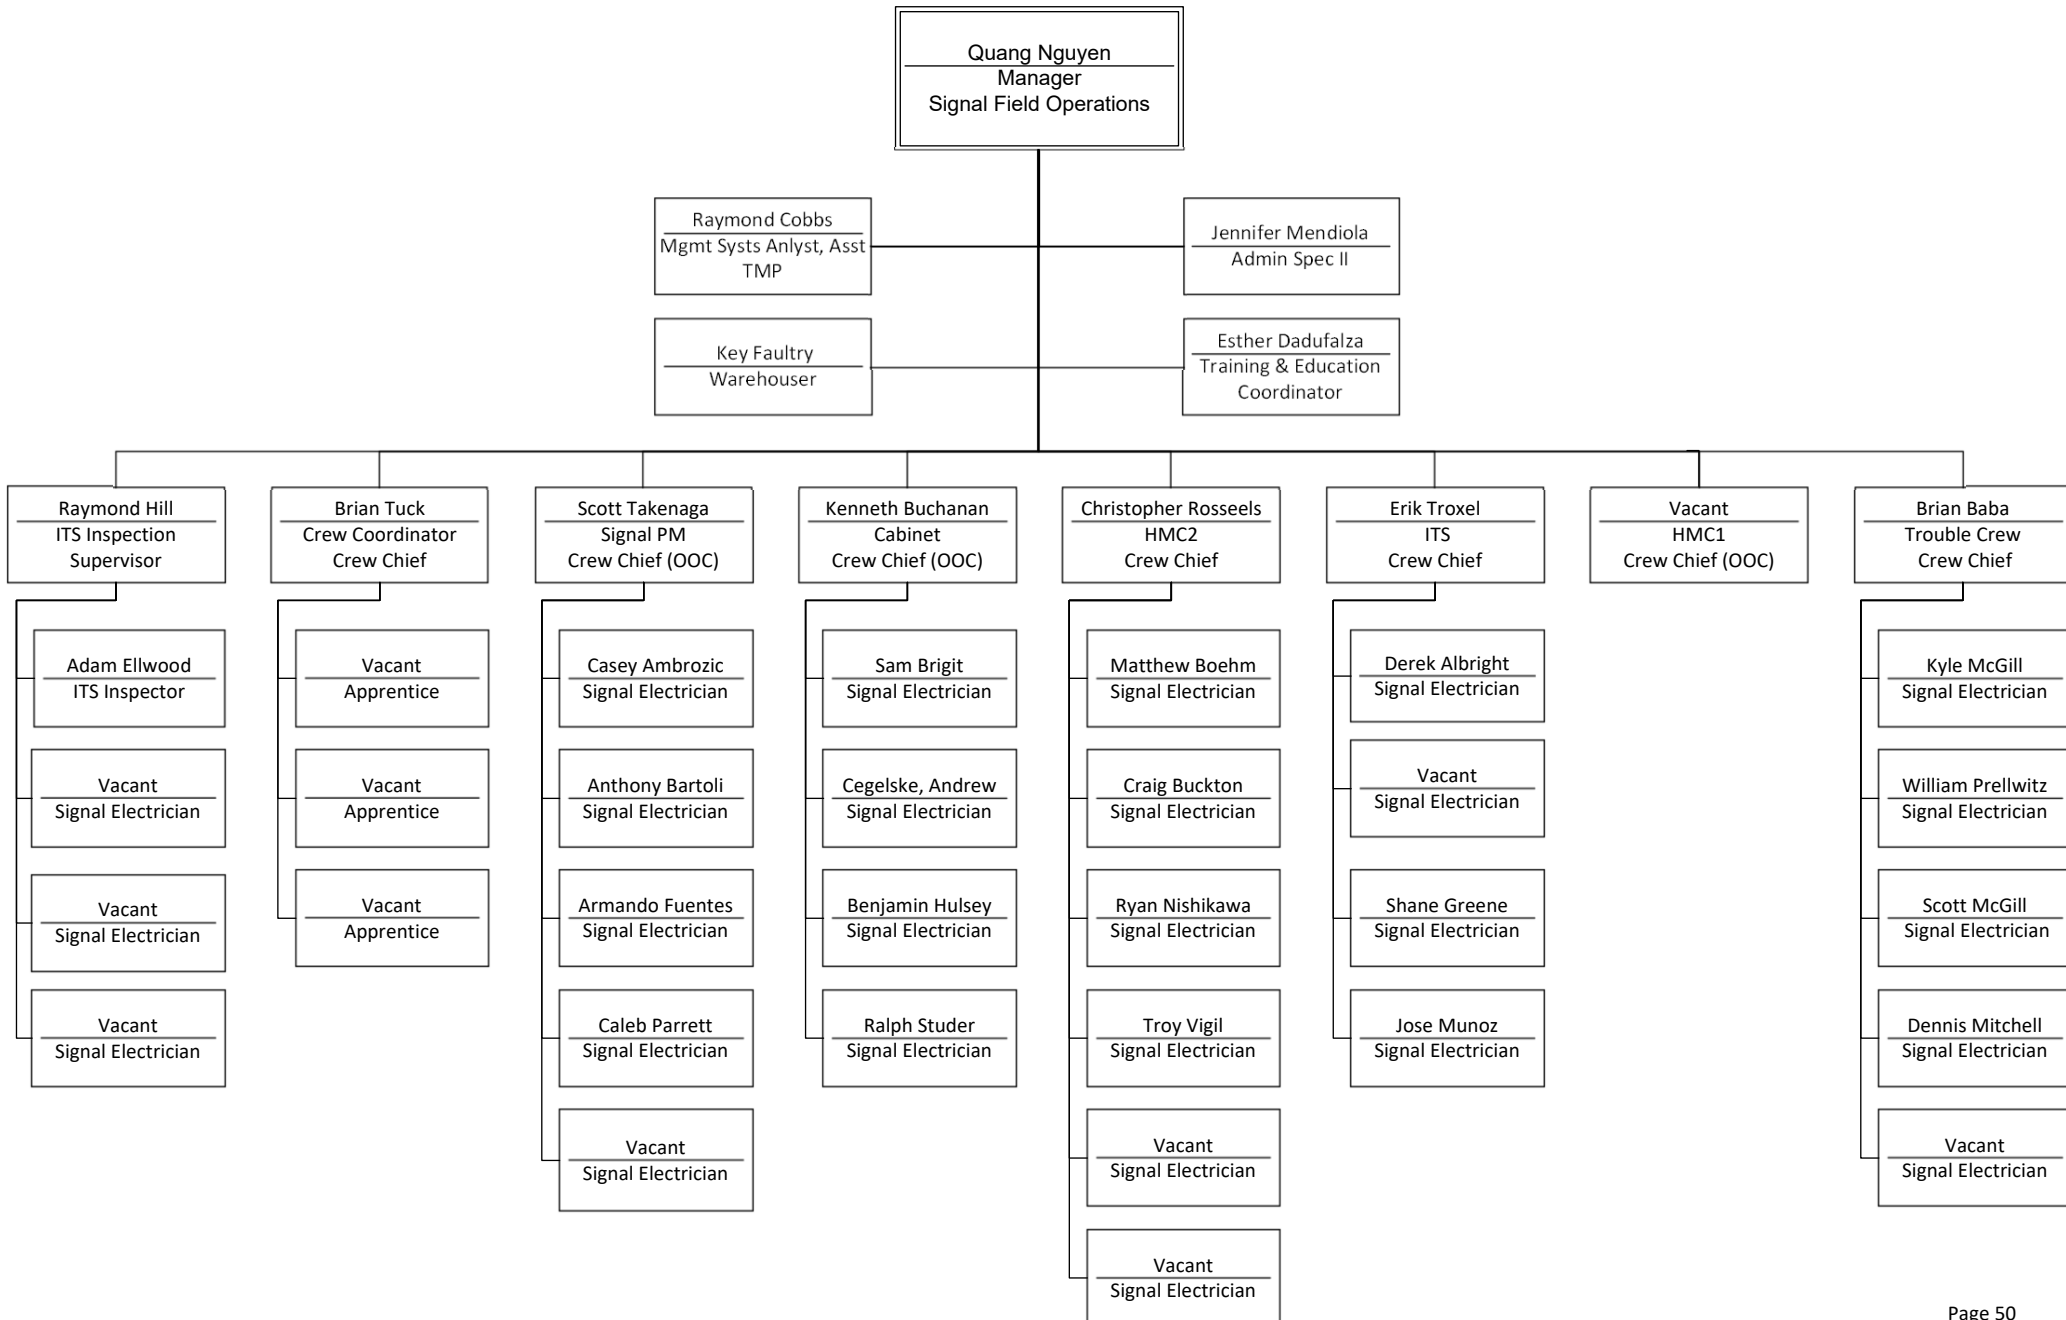 Quang Nguyen
Manager
Signal Field Operations
Raymond Cobbs
Mgmt Systs Anlyst, Asst
TMP
Jennifer Mendiola
Admin Spec II
Key Faultry
Warehouser
Esther Dadufalza
Training & Education
Coordinator
Raymond Hill
ITS Inspection
Supervisor
Adam Ellwood
ITS Inspector
Vacant
Signal Electrician
Vacant
Signal Electrician
Vacant
Signal Electrician
Brian Tuck
Crew Coordinator
Crew Chief
Vacant
Apprentice
Vacant
Apprentice
Vacant
Apprentice
Scott Takenaga
Signal PM
Crew Chief (OOC)
Casey Ambrozic
Signal Electrician
Anthony Bartoli
Signal Electrician
Armando Fuentes
Signal Electrician
Caleb Parrett
Signal Electrician
Vacant
Signal Electrician
Kenneth Buchanan
Cabinet
Crew Chief (OOC)
Sam Brigit
Signal Electrician
Cegelske, Andrew
Signal Electrician
Benjamin Hulsey
Signal Electrician
Ralph Studer
Signal Electrician
Christopher Rosseels
HMC2
Crew Chief
Matthew Boehm
Signal Electrician
Craig Buckton
Signal Electrician
Ryan Nishikawa
Signal Electrician
Troy Vigil
Signal Electrician
Vacant
Signal Electrician
Vacant
Signal Electrician
Erik Troxel
ITS
Crew Chief
Derek Albright
Signal Electrician
Vacant
Signal Electrician
Shane Greene
Signal Electrician
Jose Munoz
Signal Electrician
Vacant
HMC1
Crew Chief (OOC)
Brian Baba
Trouble Crew
Crew Chief
Kyle McGill
Signal Electrician
William Prellwitz
Signal Electrician
Scott McGill
Signal Electrician
Dennis Mitchell
Signal Electrician
Vacant
Signal Electrician
Page 50